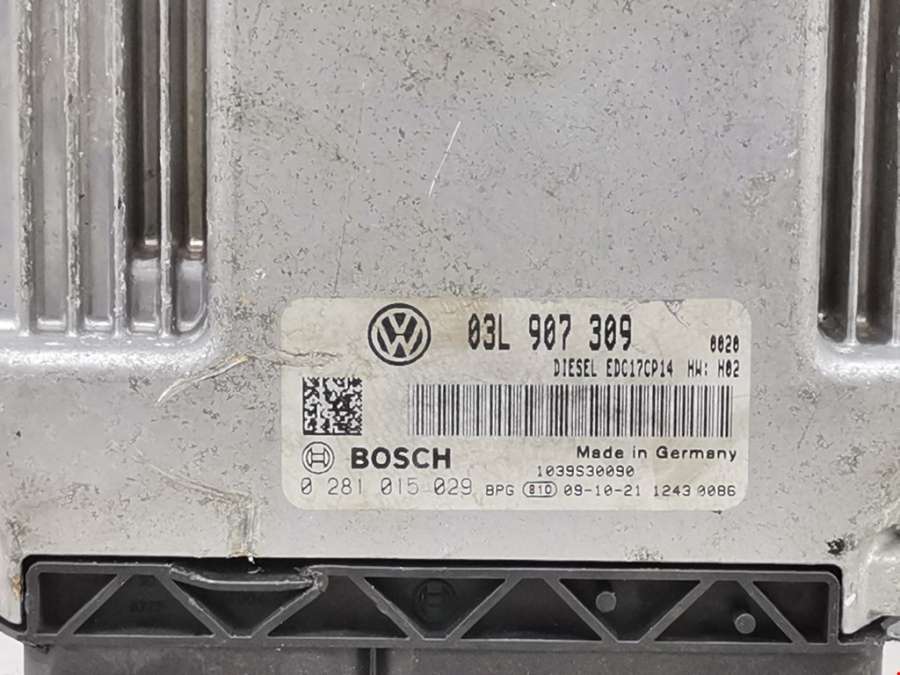 03L 907 309
0020
DIESEL EDC17CP14 HW: H02
BOSCH
Made in Germany
1039S30090
0 281 015 029 BPG 810 09-10-21 1243 0086